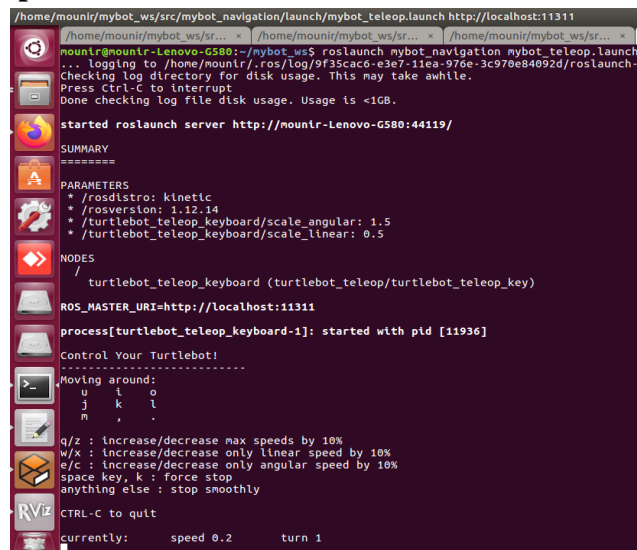 /home/mounir/mybot_ws/src/mybot_navigation/launch/mybot_teleop.launch http://localhost:11311
/home/mounir/mybot_ws/sr... × /home/mounir/mybot_ws/sr... × /home/mounir/mybot_ws/sr...
mounir@mounir-Lenovo-G580:~/mybot_ws$ roslaunch mybot_navigation mybot_teleop.launch
... logging to /home/mounir/.ros/log/9f35cac6-e3e7-11ea-976e-3c970e84092d/roslaunch-
Checking log directory for disk usage. This may take awhile.
Press Ctrl-C to interrupt
Done checking log file disk usage. Usage is <1GB.
started roslaunch server http://mounir-Lenovo-G580:44119/
SUMMARY
========
PARAMETERS
* /rosdistro: kinetic
* /rosversion: 1.12.14
* /turtlebot_teleop_keyboard/scale_angular: 1.5
* /turtlebot_teleop_keyboard/scale_linear: 0.5
NODES
/
turtlebot_teleop_keyboard (turtlebot_teleop/turtlebot_teleop_key)
ROS_MASTER_URI=http://localhost:11311
process[turtlebot_teleop_keyboard-1]: started with pid [11936]
Control Your Turtlebot!
---------------------------
Moving around:
u i o
j k l
m , .
q/z : increase/decrease max speeds by 10%
w/x : increase/decrease only linear speed by 10%
e/c : increase/decrease only angular speed by 10%
space key, k : force stop
anything else : stop smoothly
RViz
CTRL-C to quit
currently: speed 0.2 turn 1